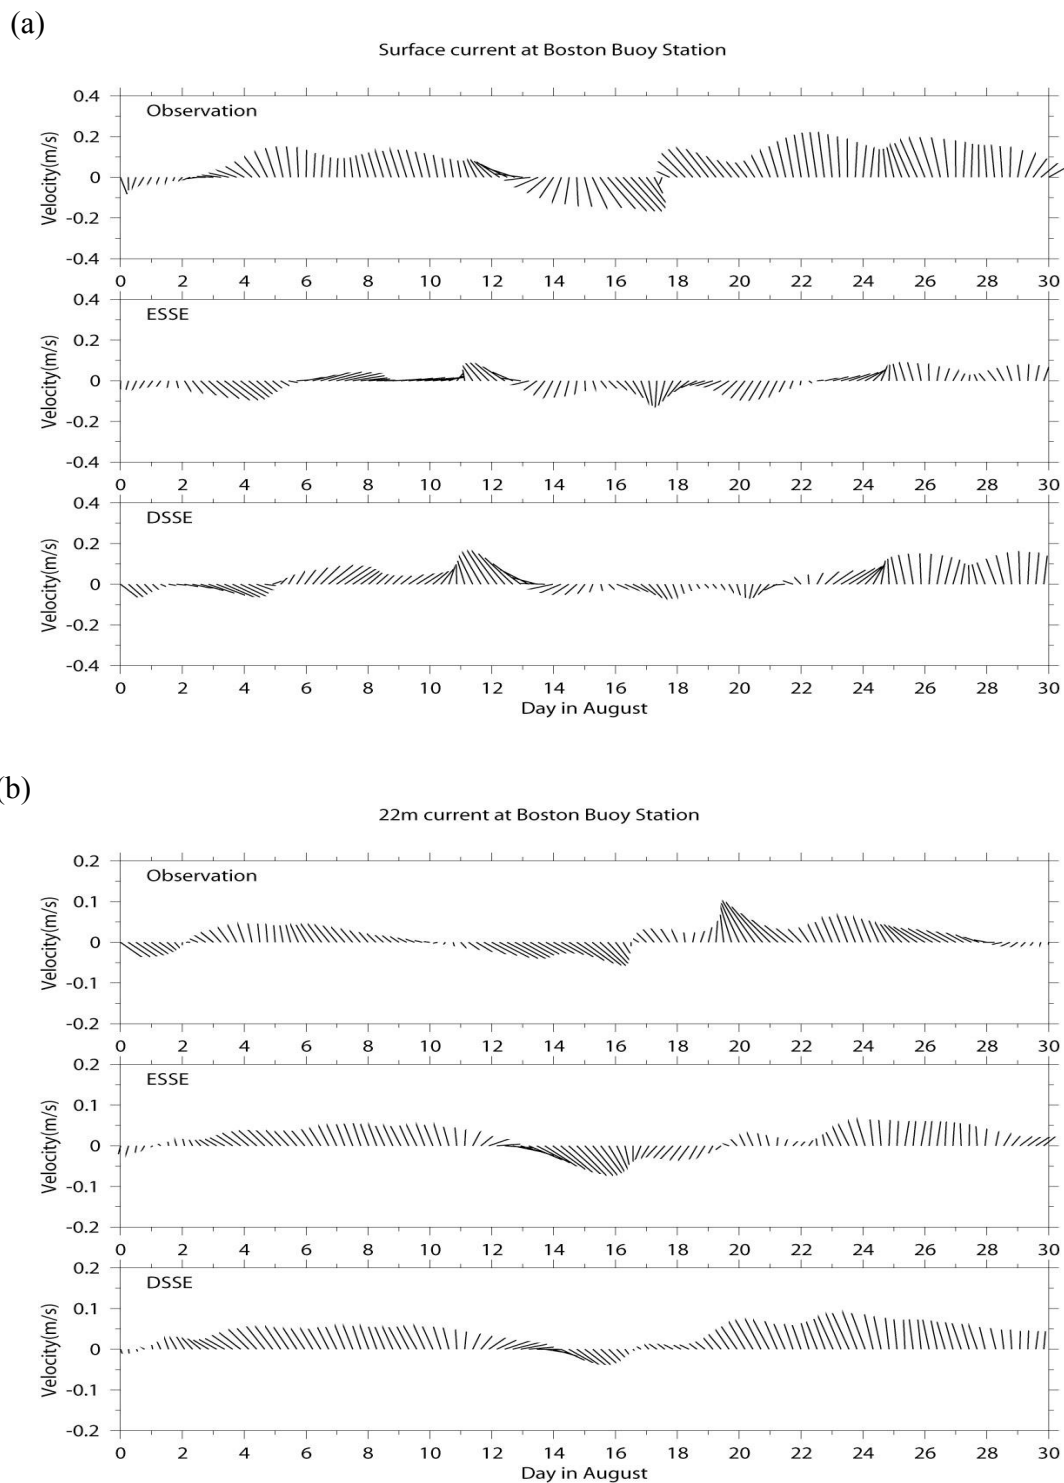 (a)
Surface current at Boston Buoy Station
Observation
Velocity(m/s)
0.4
0.2
0
-0.2
-0.4
0 2 4 6 8 10 12 14 16 18 20 22 24 26 28 30
ESSE
Velocity(m/s)
0.4
0.2
0
-0.2
-0.4
0 2 4 6 8 10 12 14 16 18 20 22 24 26 28 30
DSSE
Velocity(m/s)
0.4
0.2
0
-0.2
-0.4
0 2 4 6 8 10 12 14 16 18 20 22 24 26 28 30
Day in August
(b)
22m current at Boston Buoy Station
Observation
Velocity(m/s)
0.2
0.1
0
-0.1
-0.2
0 2 4 6 8 10 12 14 16 18 20 22 24 26 28 30
ESSE
Velocity(m/s)
0.2
0.1
0
-0.1
-0.2
0 2 4 6 8 10 12 14 16 18 20 22 24 26 28 30
DSSE
Velocity(m/s)
0.2
0.1
0
-0.1
-0.2
0 2 4 6 8 10 12 14 16 18 20 22 24 26 28 30
Day in August